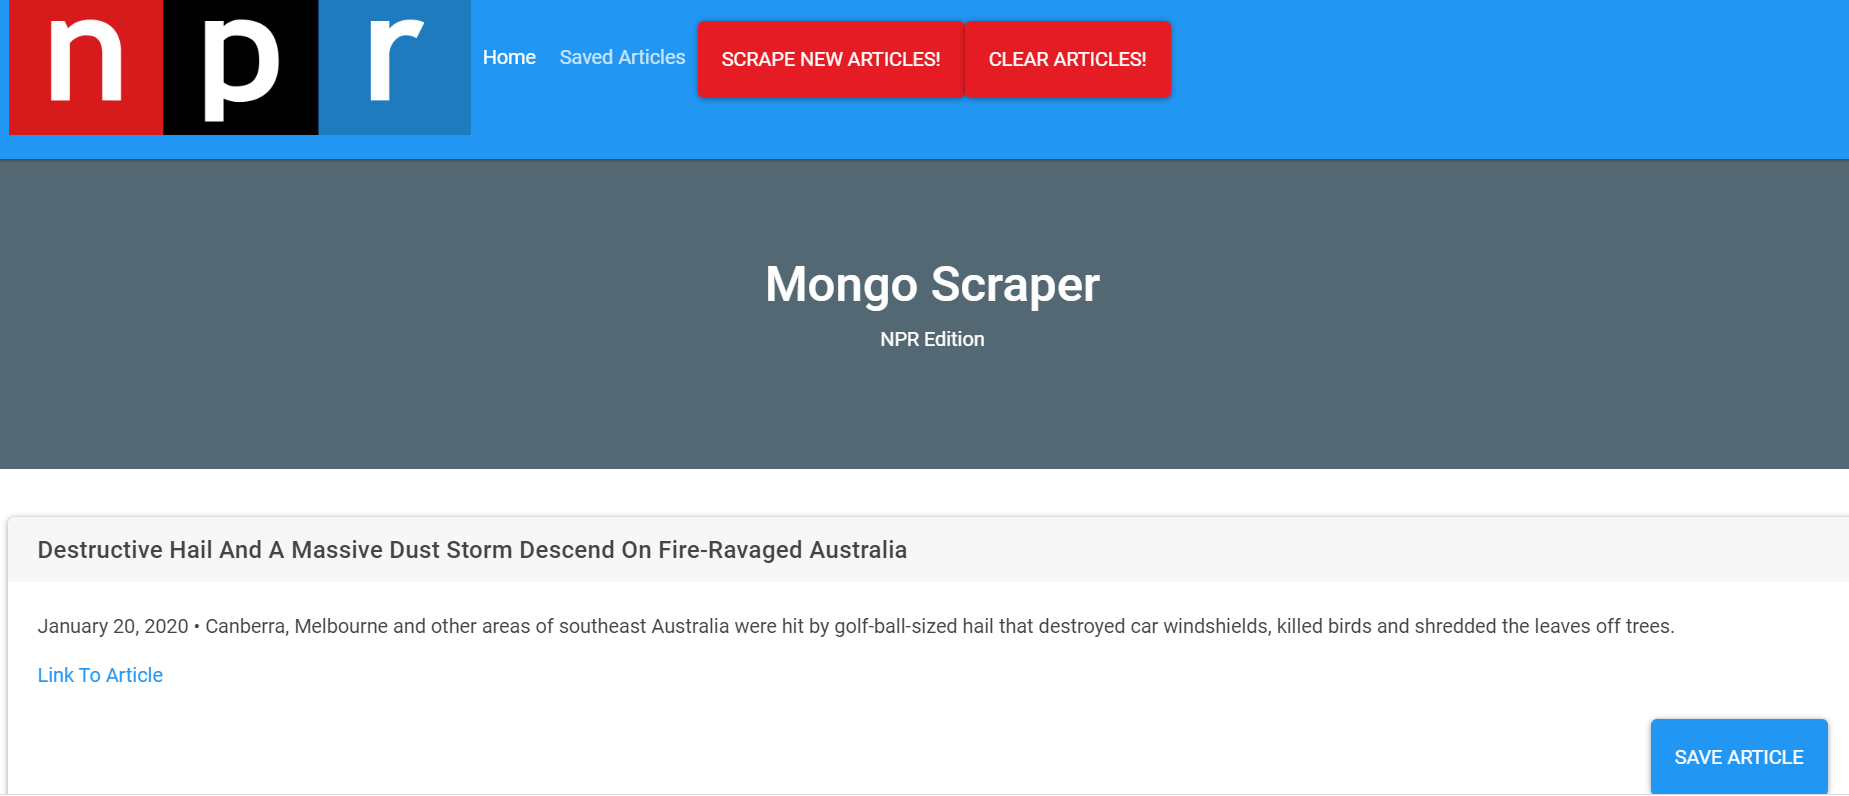 npr Home Saved Articles SCRAPE NEW ARTICLES! CLEAR ARTICLES!
Mongo Scraper
NPR Edition
Destructive Hail And A Massive Dust Storm Descend On Fire-Ravaged Australia
January 20, 2020 • Canberra, Melbourne and other areas of southeast Australia were hit by golf-ball-sized hail that destroyed car windshields, killed birds and shredded the leaves off trees.
Link To Article
SAVE ARTICLE